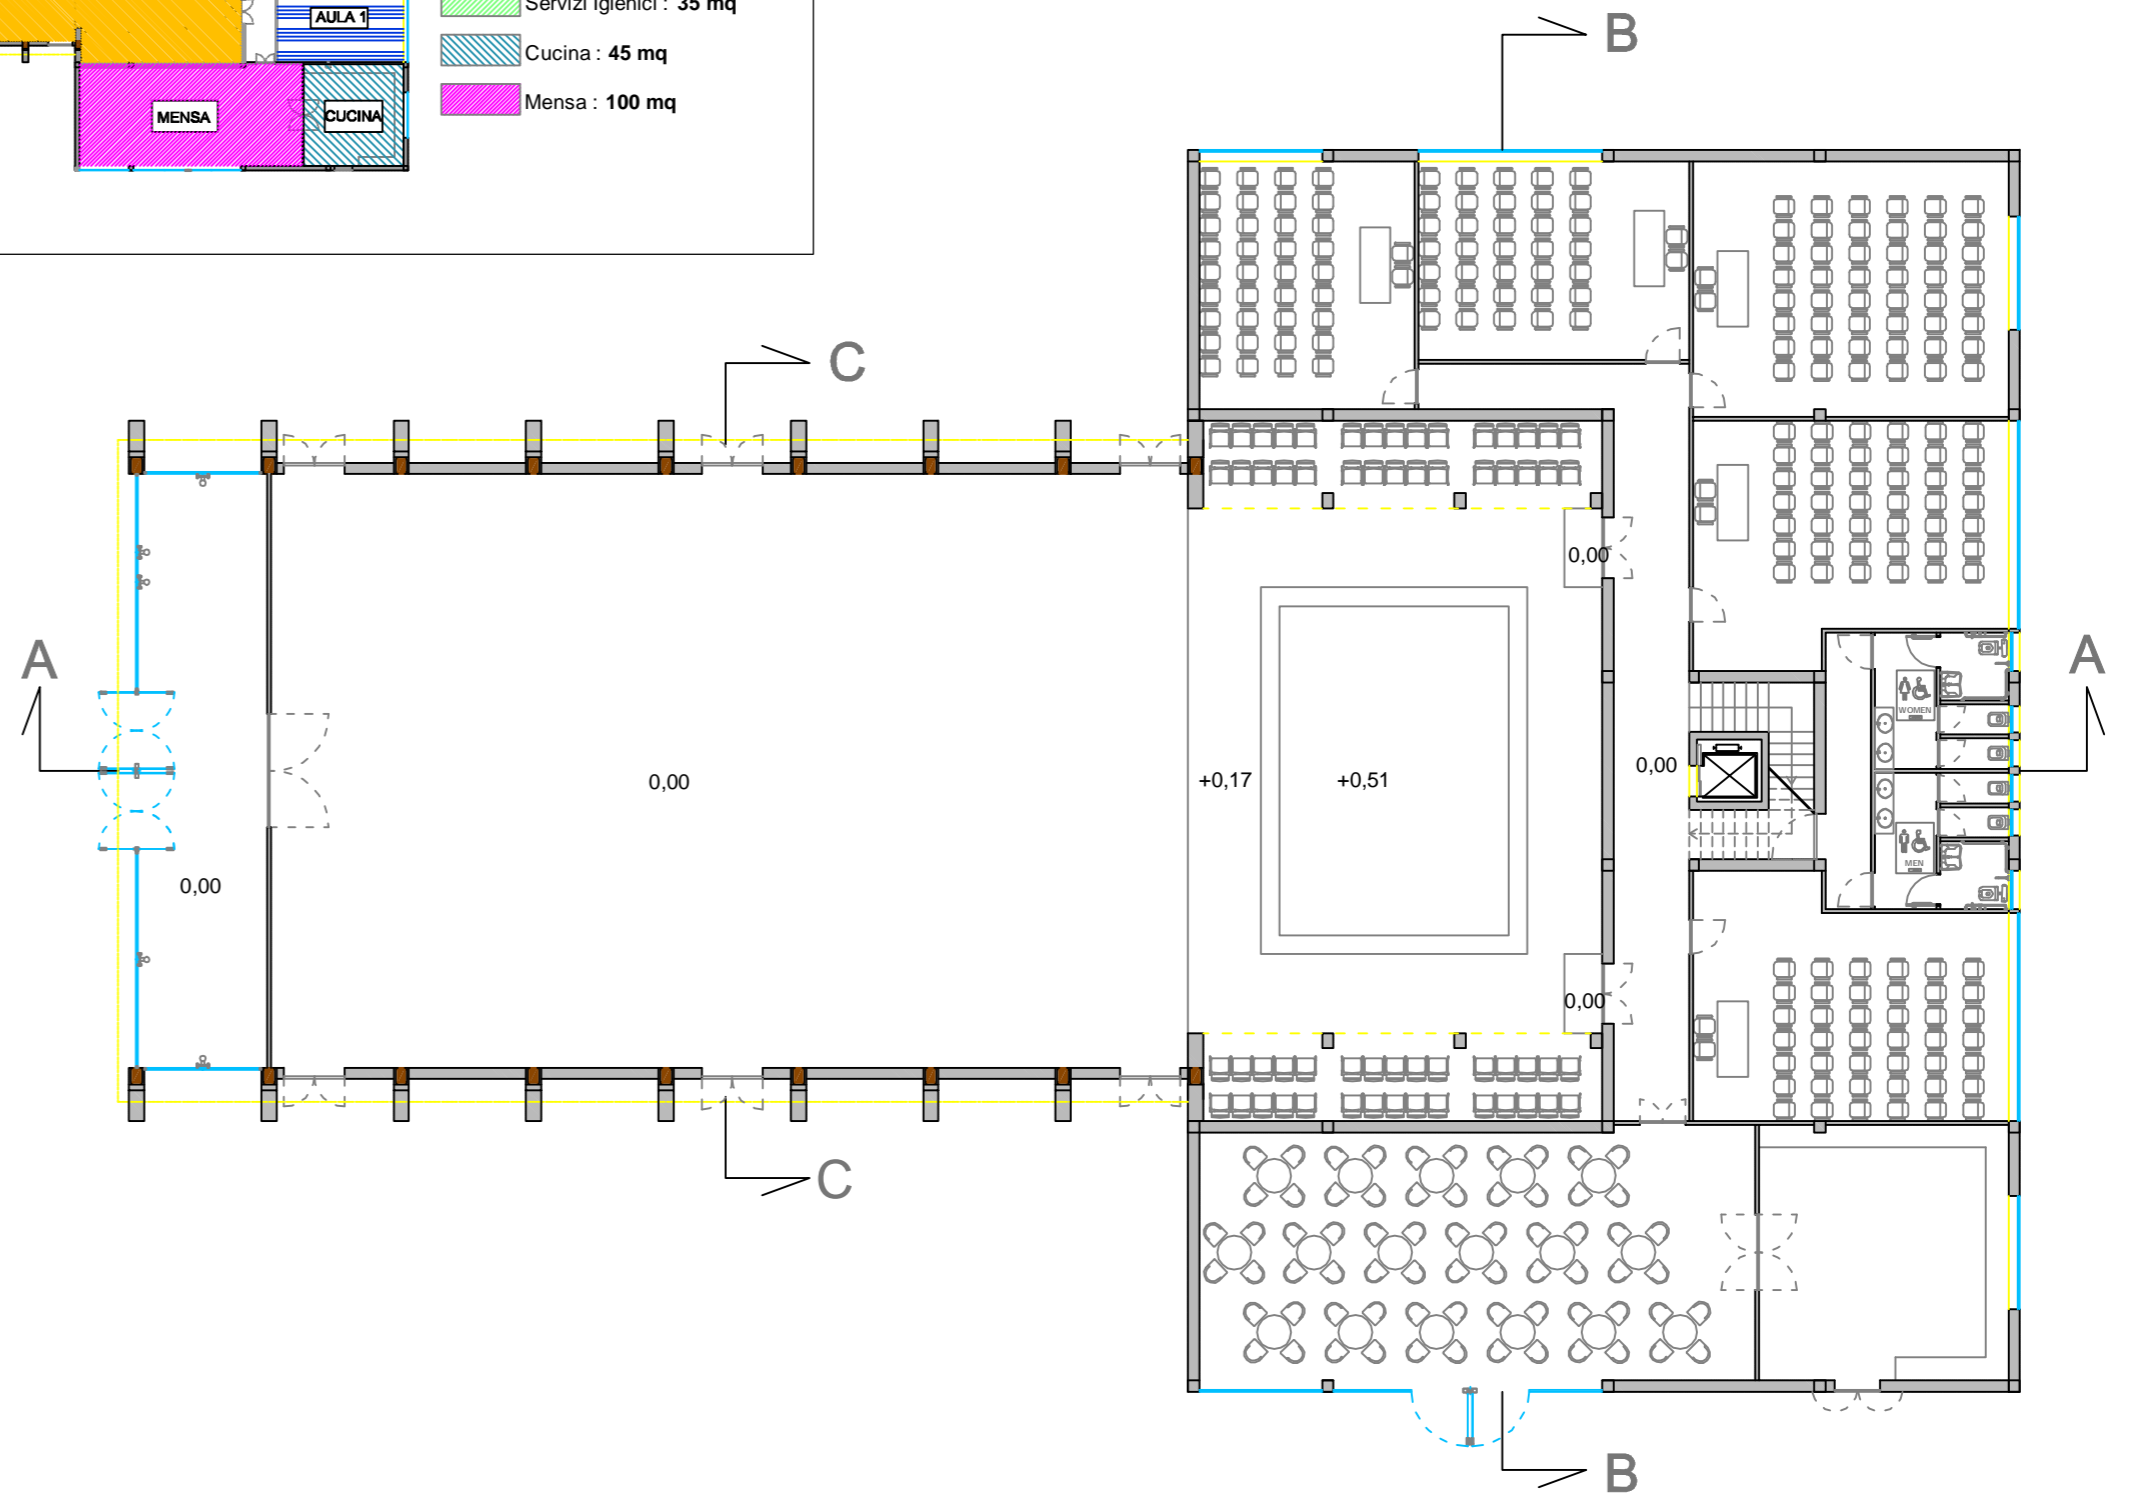 AULA 1
Servizi Igienici : 35 mq
Cucina : 45 mq
Mensa : 100 mq
MENSA
CUCINA
B
C
A
A
0,00
0,00
+0,17
+0,51
0,00
WOMEN
MEN
0,00
0,00
C
B